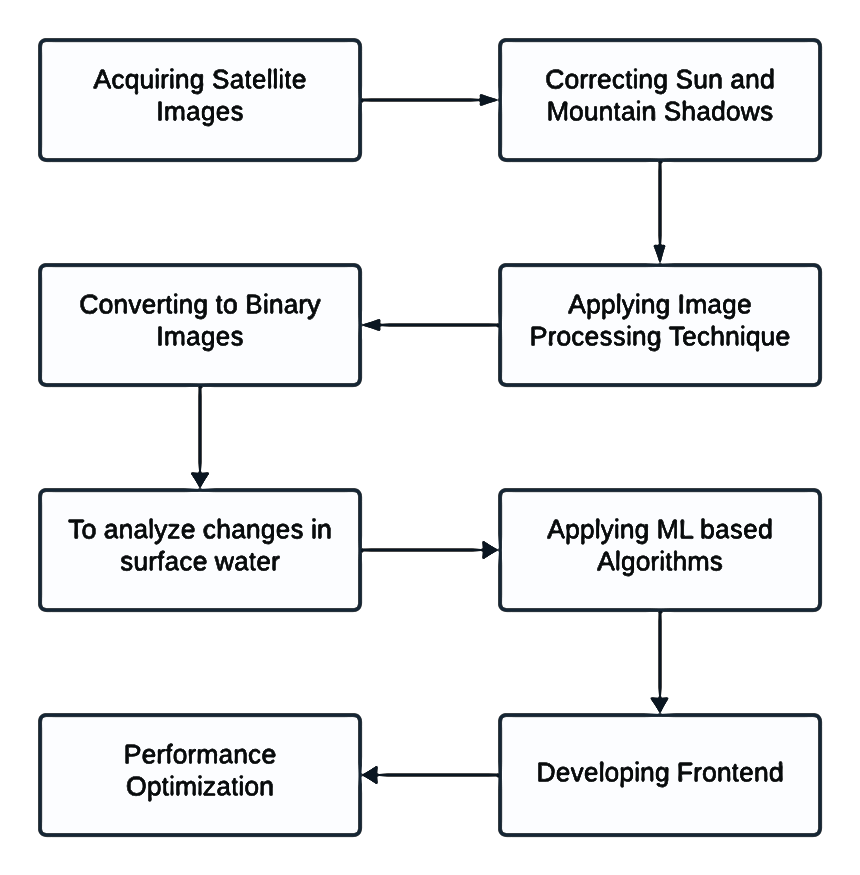 Acquiring Satellite
Images
Correcting Sun and
Mountain Shadows
Applying Image
Processing Technique
Converting to Binary
Images
To analyze changes in
surface water
Applying ML based
Algorithms
Developing Frontend
Performance
Optimization